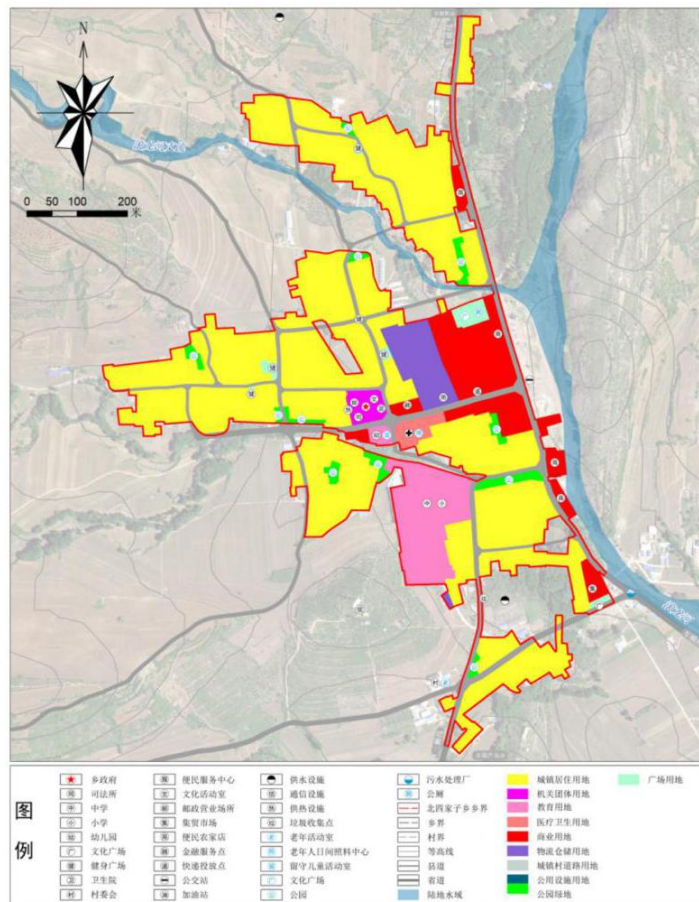 N
0 50 100 200
米
图
例
乡政府
司法所
中学
小学
幼儿园
文化广场
健身广场
卫生院
村委会
便民服务中心
文化活动室
邮政营业场所
集贸市场
便民农家店
金融服务点
快递投放点
公交站
加油站
供水设施
通信设施
供热设施
垃圾收集点
老年活动室
老年人日间照料中心
留守儿童活动室
文化广场
公园
污水处理厂
公厕
北四家子乡乡界
乡界
村界
等高线
县道
省道
陆地水域
城镇居住用地
机关团体用地
教育用地
医疗卫生用地
商业用地
物流仓储用地
城镇村道路用地
公用设施用地
公园绿地
广场用地